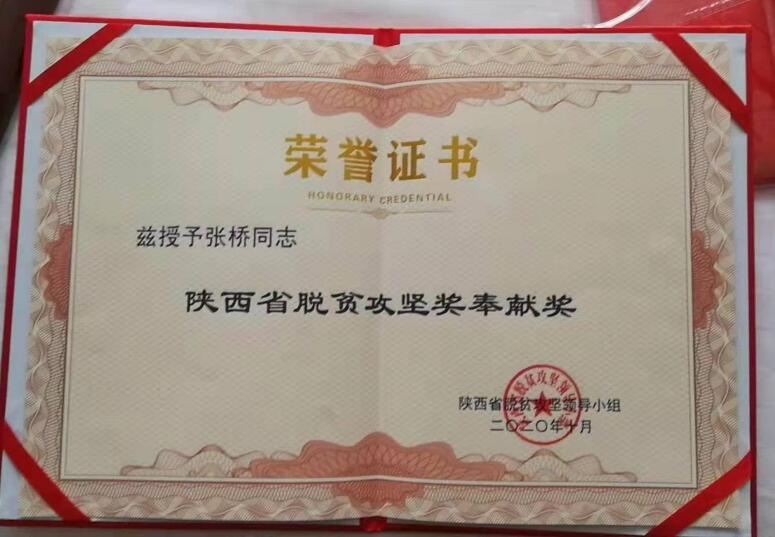 荣誉证书
HONORARY CREDENTIAL
兹授予张桥同志
陕西省脱贫攻坚奖奉献奖
陕西省脱贫攻坚领导小组
二〇二〇年十月